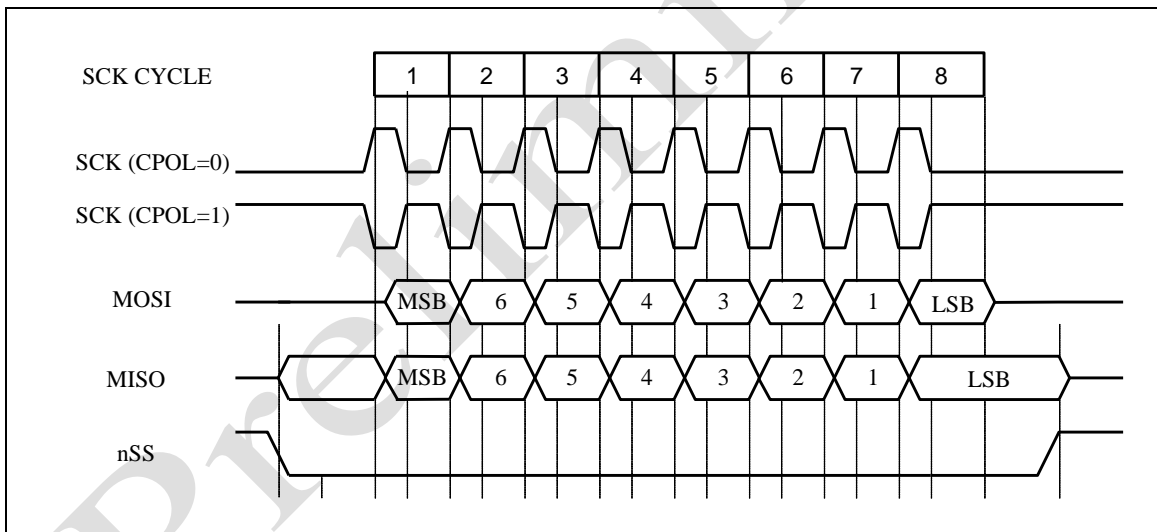 SCK CYCLE 1 2 3 4 5 6 7 8
SCK (CPOL=0)
SCK (CPOL=1)
MOSI MSB 6 5 4 3 2 1 LSB
MISO MSB 6 5 4 3 2 1 LSB
nSS
Prelimi